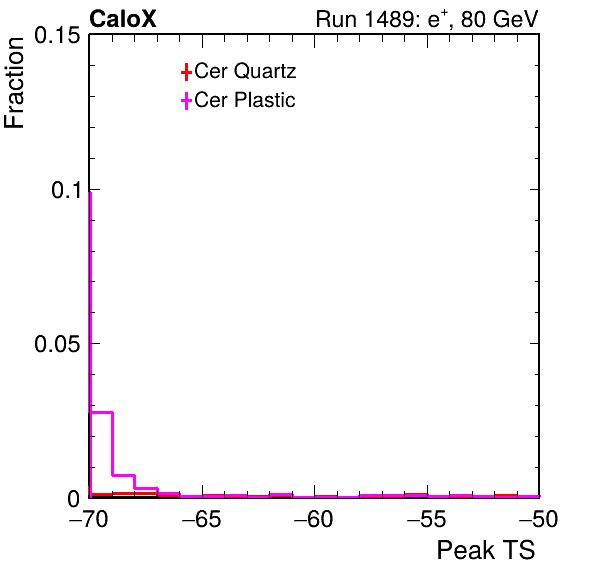 CaloX Run 1489: e+, 80 GeV
Fraction
0.15
Cer Quartz
Cer Plastic
0.1
0.05
0
−70 −65 −60 −55 −50
Peak TS